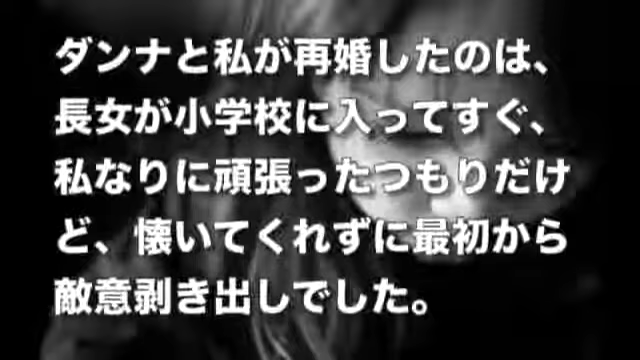 ダンナと私が再婚したのは、
長女が小学校に入ってすぐ、
私なりに頑張ったつもりだけ
ど、懐いてくれずに最初から
敵意剥き出しでした。